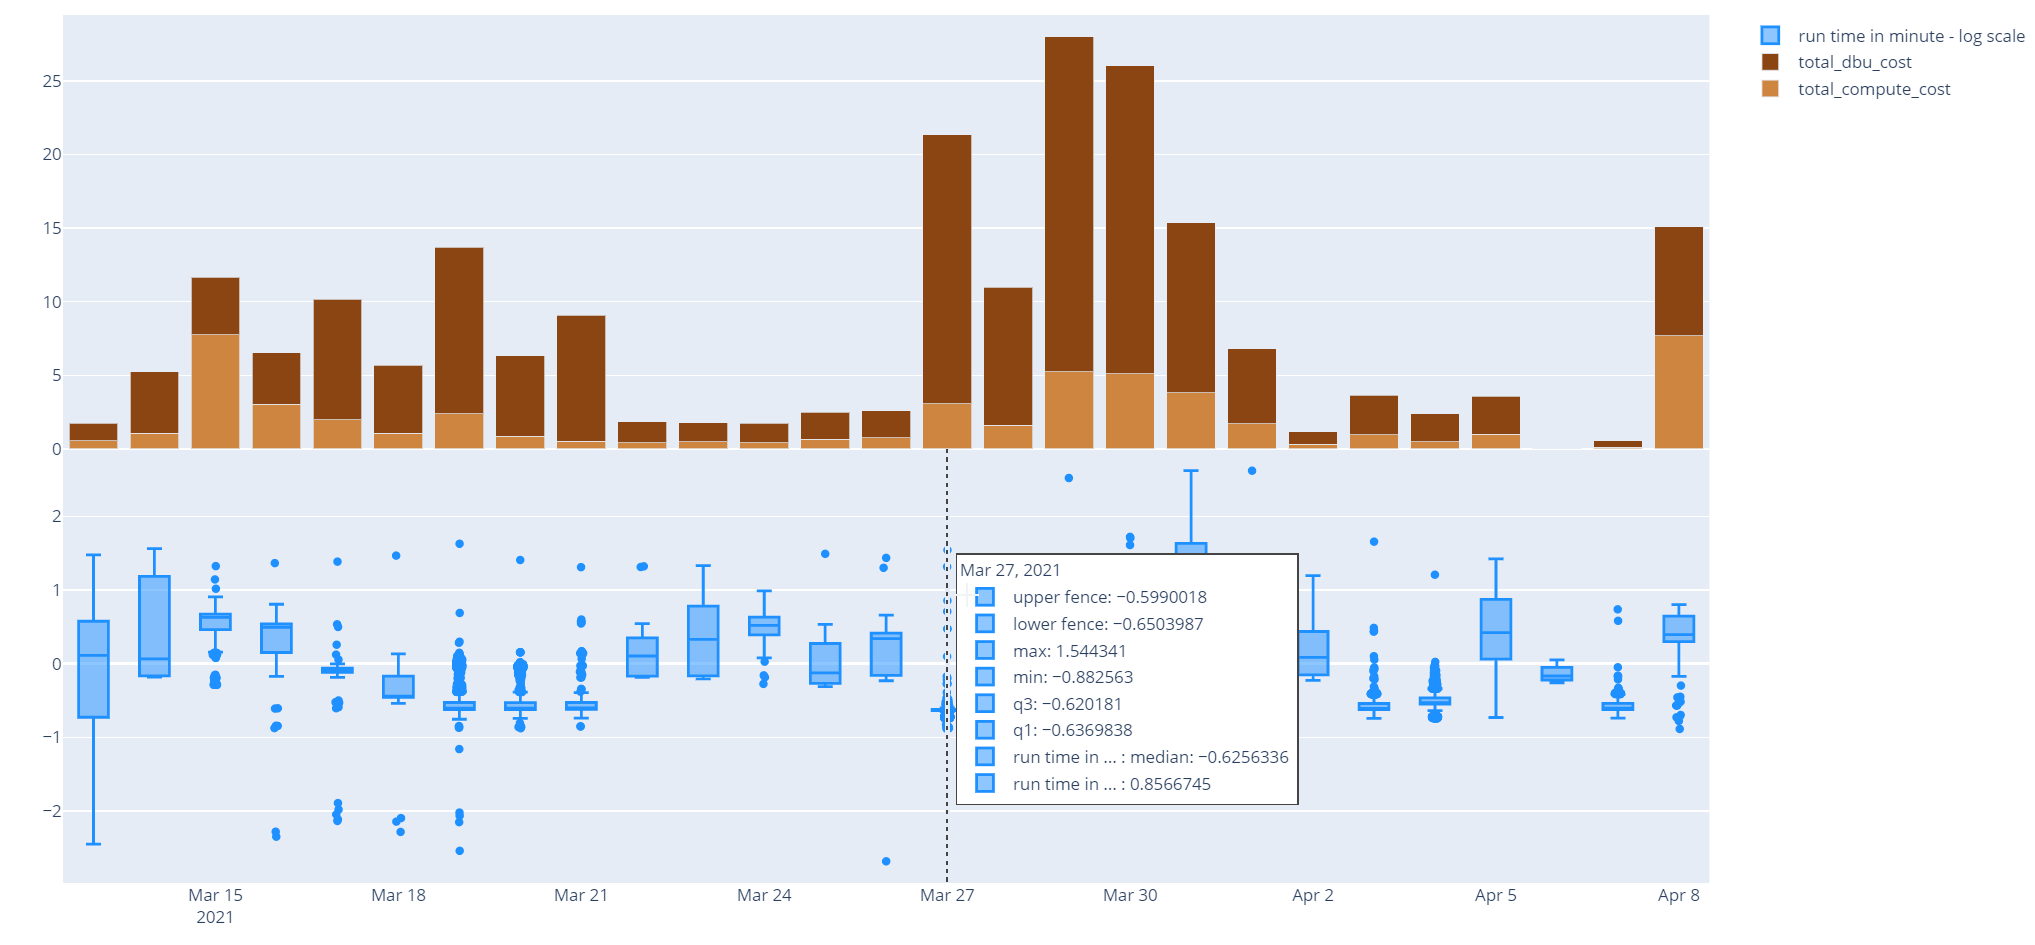 run time in minute - log scale
total_dbu_cost
total_compute_cost
25
20
15
10
5
0
2
1
0
−1
−2
Mar 27, 2021
upper fence: −0.5990018
lower fence: −0.6503987
max: 1.544341
min: −0.882563
q3: −0.620181
q1: −0.6369838
run time in ... : median: −0.6256336
run time in ... : 0.8566745
Mar 15 Mar 18 Mar 21 Mar 24 Mar 27 Mar 30 Apr 2 Apr 5 Apr 8
2021